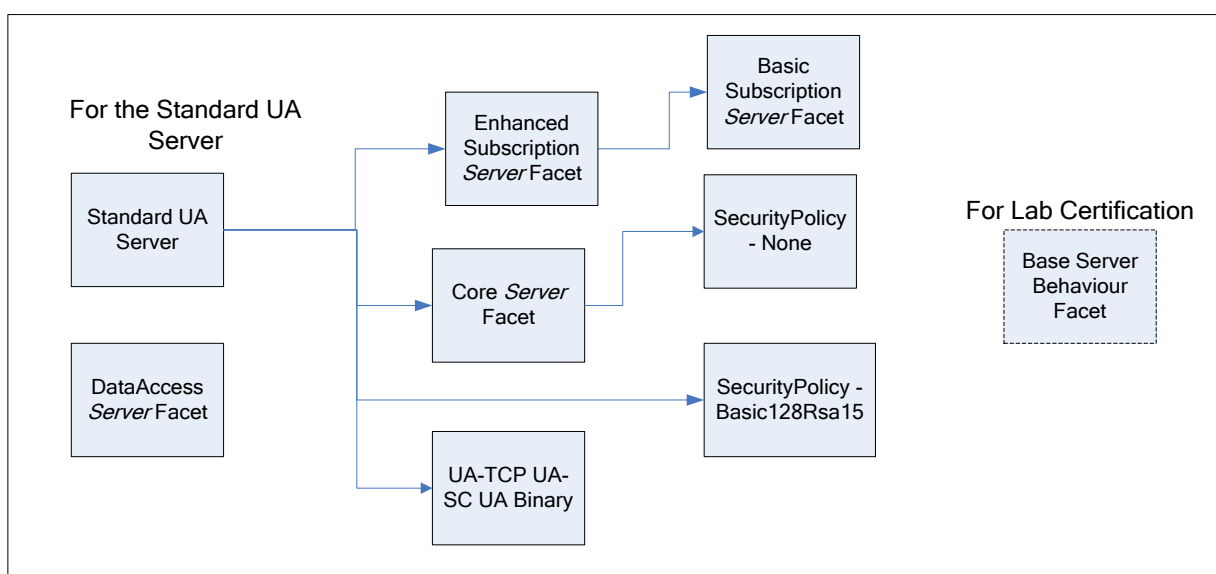 For the Standard UA
Server
Standard UA
Server
DataAccess
Server Facet
Enhanced
Subscription
Server Facet
Core Server
Facet
UA-TCP UA-
SC UA Binary
Basic
Subscription
Server Facet
SecurityPolicy
- None
SecurityPolicy -
Basic128Rsa15
For Lab Certification
Base Server
Behaviour
Facet